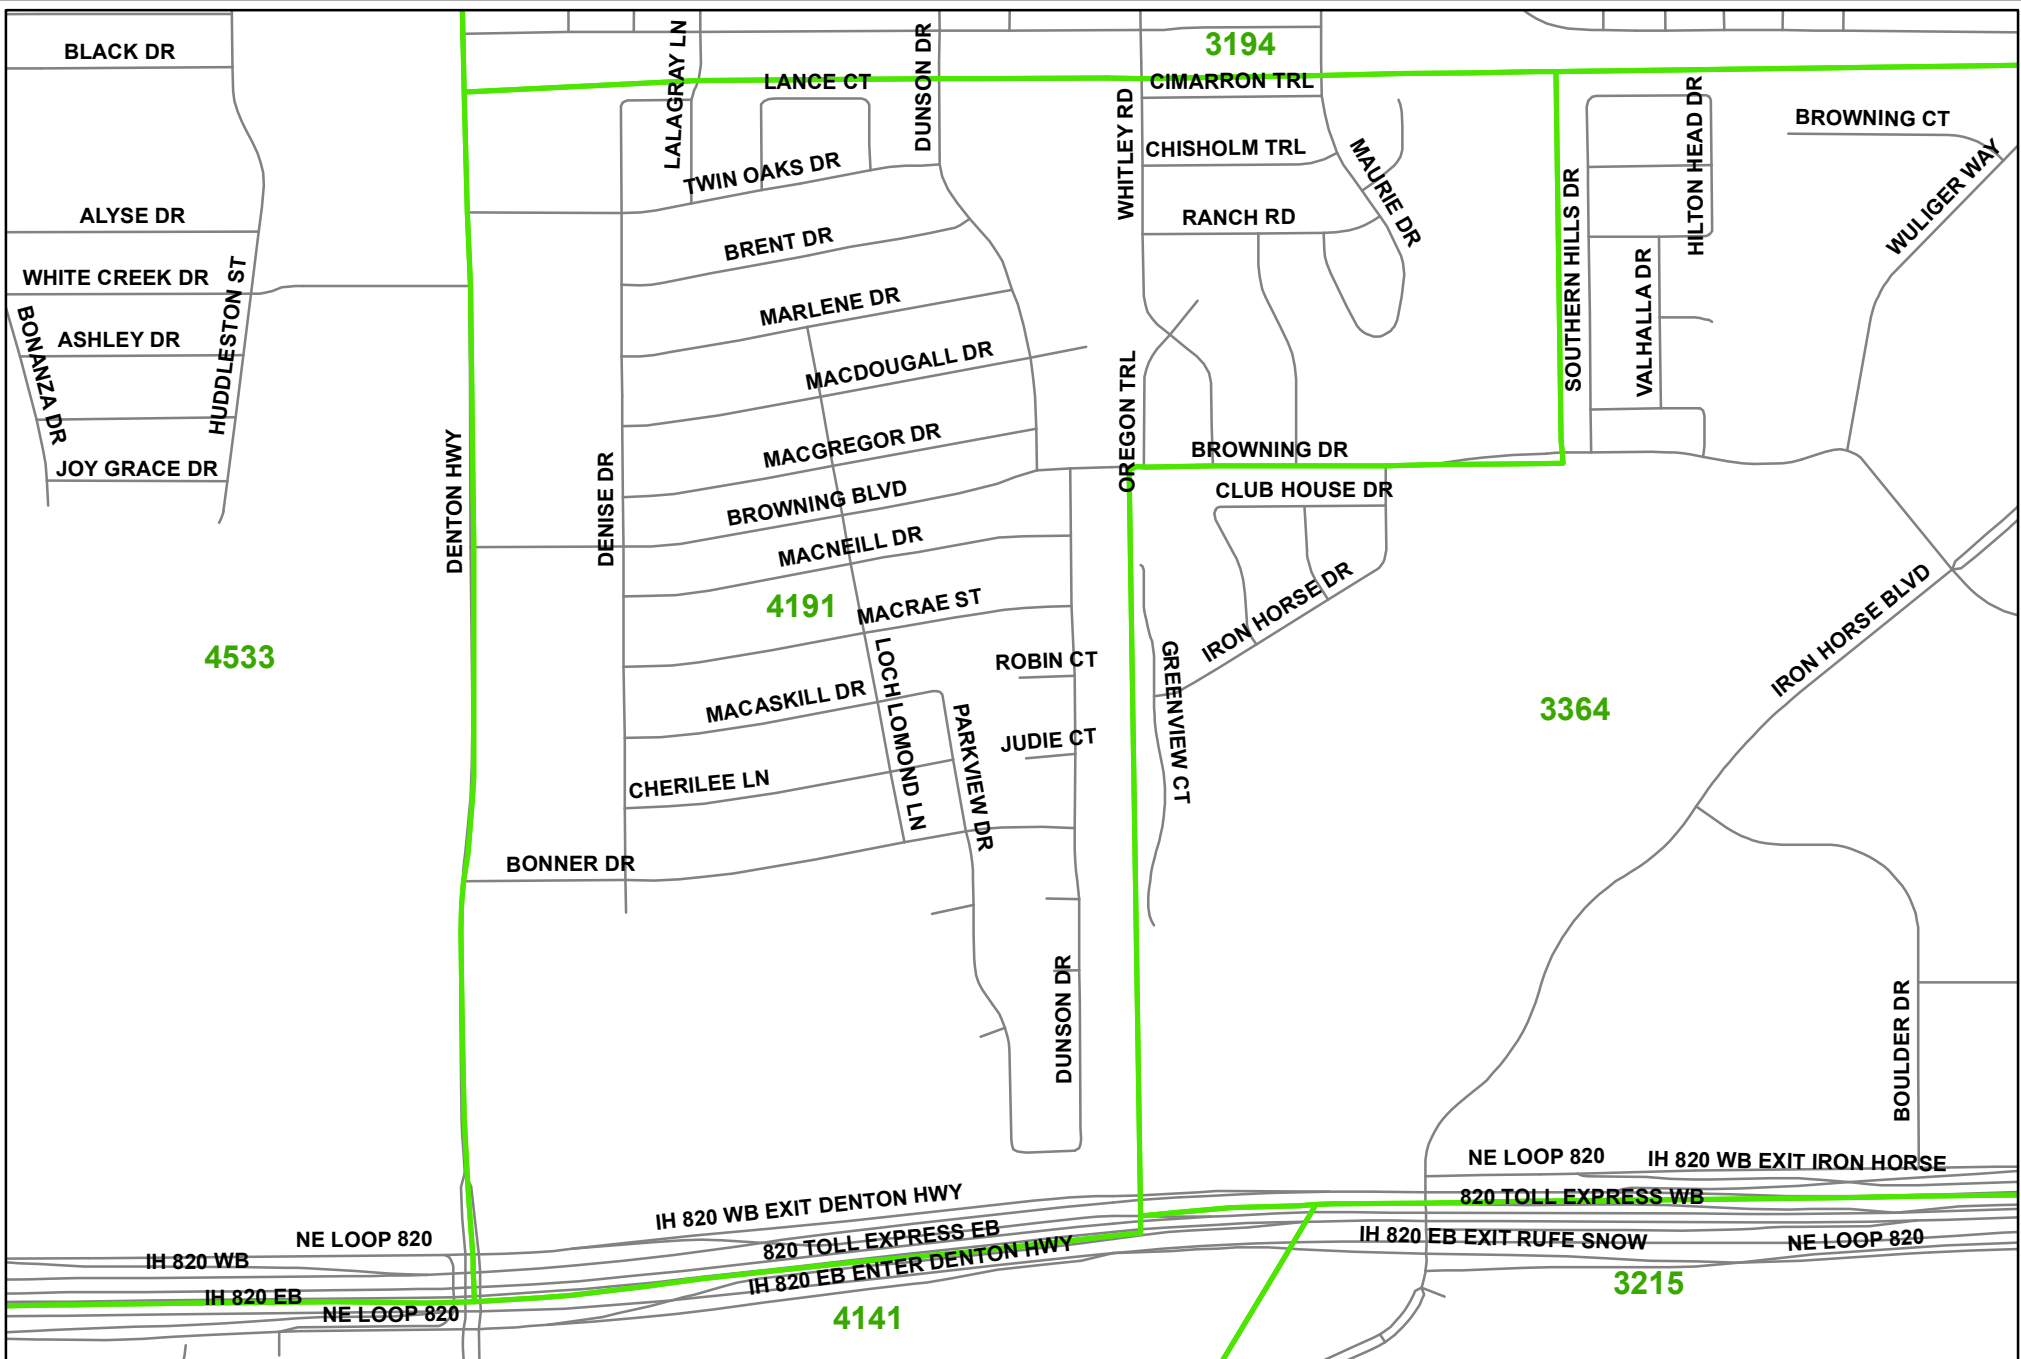 BLACK DR
LALAGRAY LN
LANCE CT
DUNSON DR
3194
CIMARRON TRL
WHITLEY RD
CHISHOLM TRL
MAURIE DR
RANCH RD
SOUTHERN HILLS DR
HILTON HEAD DR
BROWNING CT
WULIGER WAY
VALHALLA DR
ALYSE DR
WHITE CREEK DR
HUDDLESTON ST
BONANZA DR
ASHLEY DR
JOY GRACE DR
TWIN OAKS DR
BRENT DR
MARLENE DR
MACDOUGALL DR
MACGREGOR DR
BROWNING BLVD
MACNEILL DR
DENTON HWY
DENISE DR
OREGON TRL
BROWNING DR
CLUB HOUSE DR
IRON HORSE DR
IRON HORSE BLVD
4191
MACRAE ST
4533
LOCH LOMOND LN
ROBIN CT
GREENVIEW CT
3364
MACASKILL DR
PARKVIEW DR
JUDIE CT
CHERILEE LN
BONNER DR
DUNSON DR
BOULDER DR
NE LOOP 820
IH 820 WB EXIT IRON HORSE
IH 820 WB EXIT DENTON HWY
820 TOLL EXPRESS WB
NE LOOP 820
820 TOLL EXPRESS EB
IH 820 EB EXIT RUFE SNOW
NE LOOP 820
IH 820 WB
IH 820 EB ENTER DENTON HWY
IH 820 EB
3215
NE LOOP 820
4141